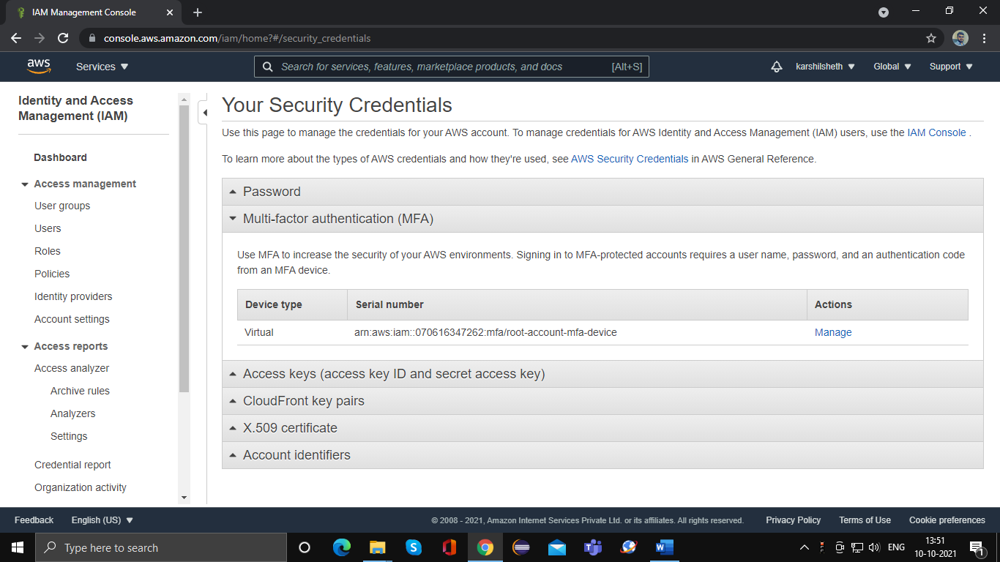 IAM Management Console
console.aws.amazon.com/iam/home?#/security_credentials
aws
Services
Search for services, features, marketplace products, and docs
[Alt+S]
karshilsheth
Global
Support
Identity and Access
Management (IAM)
Dashboard
Access management
User groups
Users
Roles
Policies
Identity providers
Account settings
Access reports
Access analyzer
Archive rules
Analyzers
Settings
Credential report
Organization activity
Your Security Credentials
Use this page to manage the credentials for your AWS account. To manage credentials for AWS Identity and Access Management (IAM) users, use the IAM Console .
To learn more about the types of AWS credentials and how they're used, see AWS Security Credentials in AWS General Reference.
Password
Multi-factor authentication (MFA)
Use MFA to increase the security of your AWS environments. Signing in to MFA-protected accounts requires a user name, password, and an authentication code
from an MFA device.
Device type Serial number Actions
Virtual arn:aws:iam::070616347262:mfa/root-account-mfa-device Manage
Access keys (access key ID and secret access key)
CloudFront key pairs
X.509 certificate
Account identifiers
Feedback
English (US)
© 2008 - 2021, Amazon Internet Services Private Ltd. or its affiliates. All rights reserved.
Privacy Policy
Terms of Use
Cookie preferences
Type here to search
ENG
13:51
10-10-2021
1